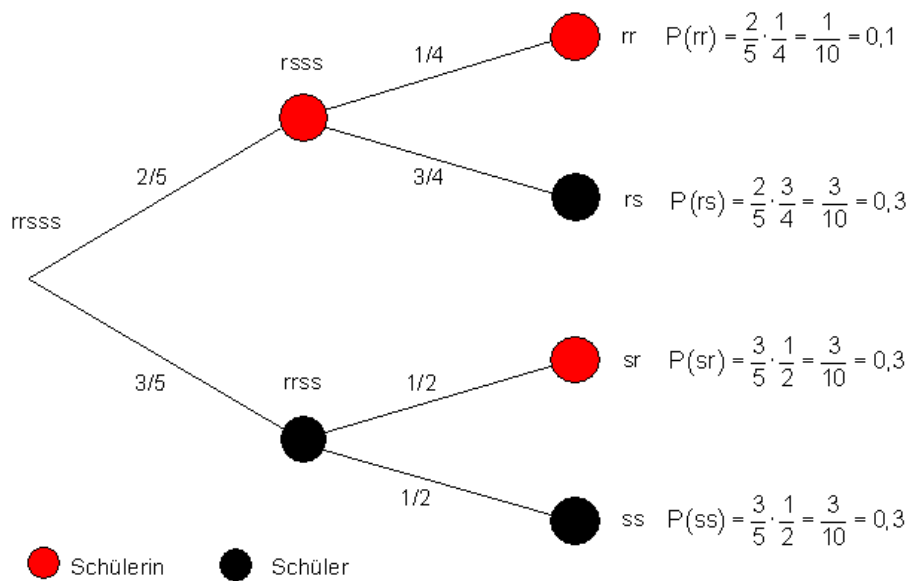 rr P(rr) = 2/5 · 1/4 = 1/10 = 0,1
1/4
rsss
3/4
2/5
rs P(rs) = 2/5 · 3/4 = 3/10 = 0,3
rrsss
sr P(sr) = 3/5 · 1/2 = 3/10 = 0,3
3/5
rrss
1/2
1/2
ss P(ss) = 3/5 · 1/2 = 3/10 = 0,3
Schülerin Schüler